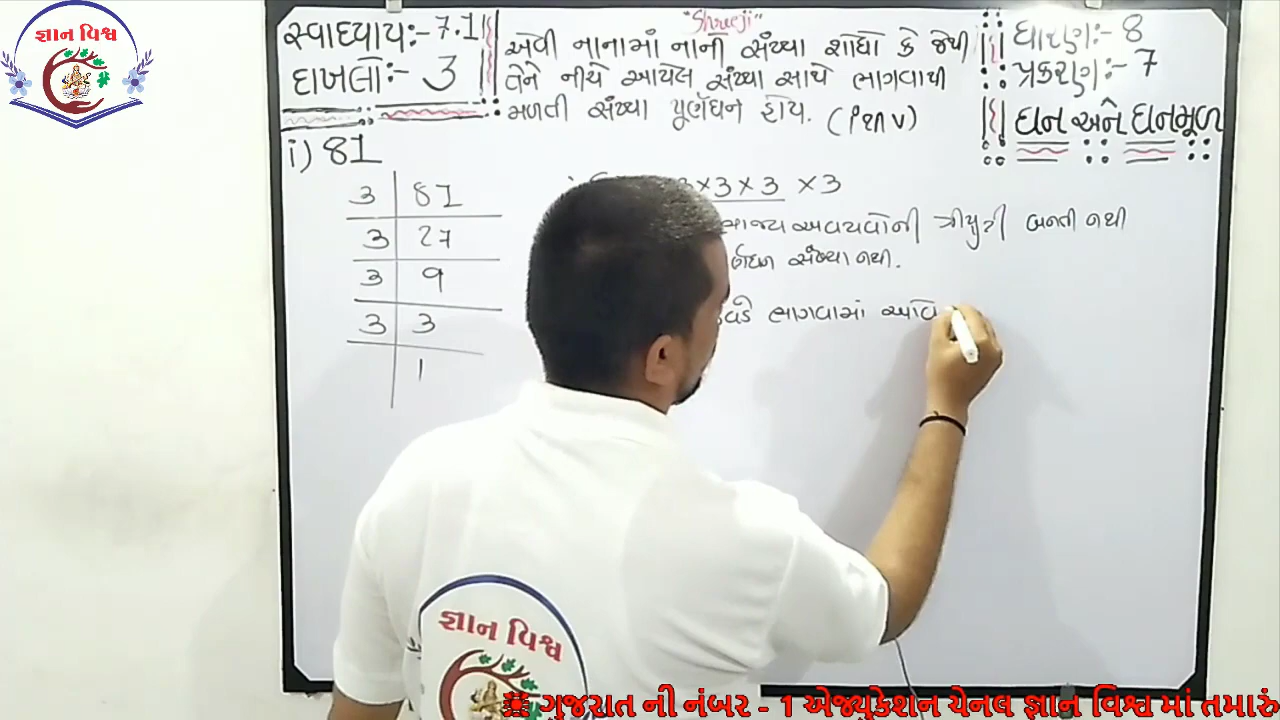 જ્ઞાન વિશ્વ
"Shreeji"
સ્વાધ્યાય:- 7.1
દાખલો:- 3
એવી નાનામાં નાની સંખ્યા શોધો કે જેથી
તેને નીચે આપેલ સંખ્યા સાથે ભાગવાથી
મળતી સંખ્યા પૂર્ણઘન હોય. (i થી v)
ધોરણ:- 8
પ્રકરણ:- 7
ઘન અને ઘનમૂળ
i) 81
3 81
3 27
3 9
3 3
1
3 × 3 × 3 × 3
અવયવોની ત્રીપુટી બનતી નથી
સંખ્યા નથી.
વડે ભાગવામાં આવે
જ્ઞાન વિશ્વ
ગુજરાત ની નંબર - 1 એજ્યુકેશન ચેનલ જ્ઞાન વિશ્વ માં તમારું